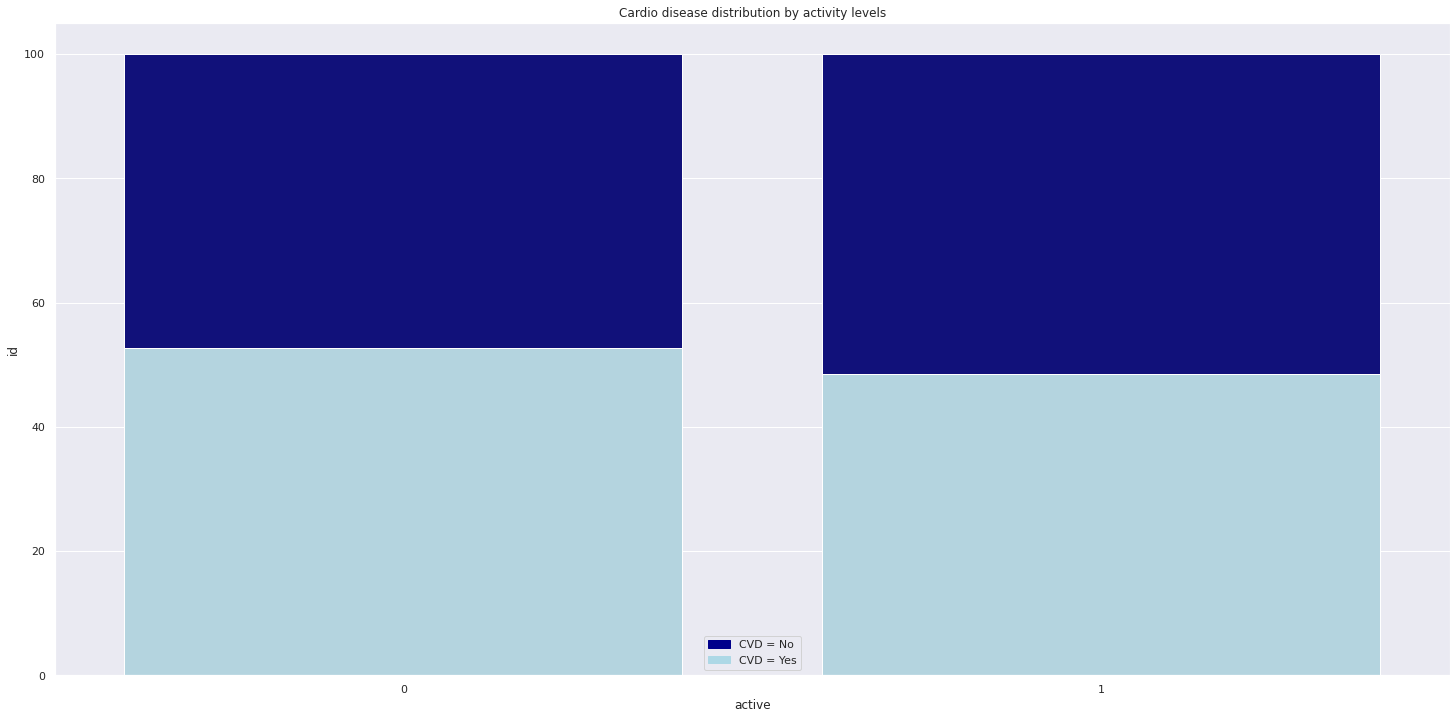 Cardio disease distribution by activity levels
100
80
60
40
20
0
id
0
1
active
CVD = No
CVD = Yes